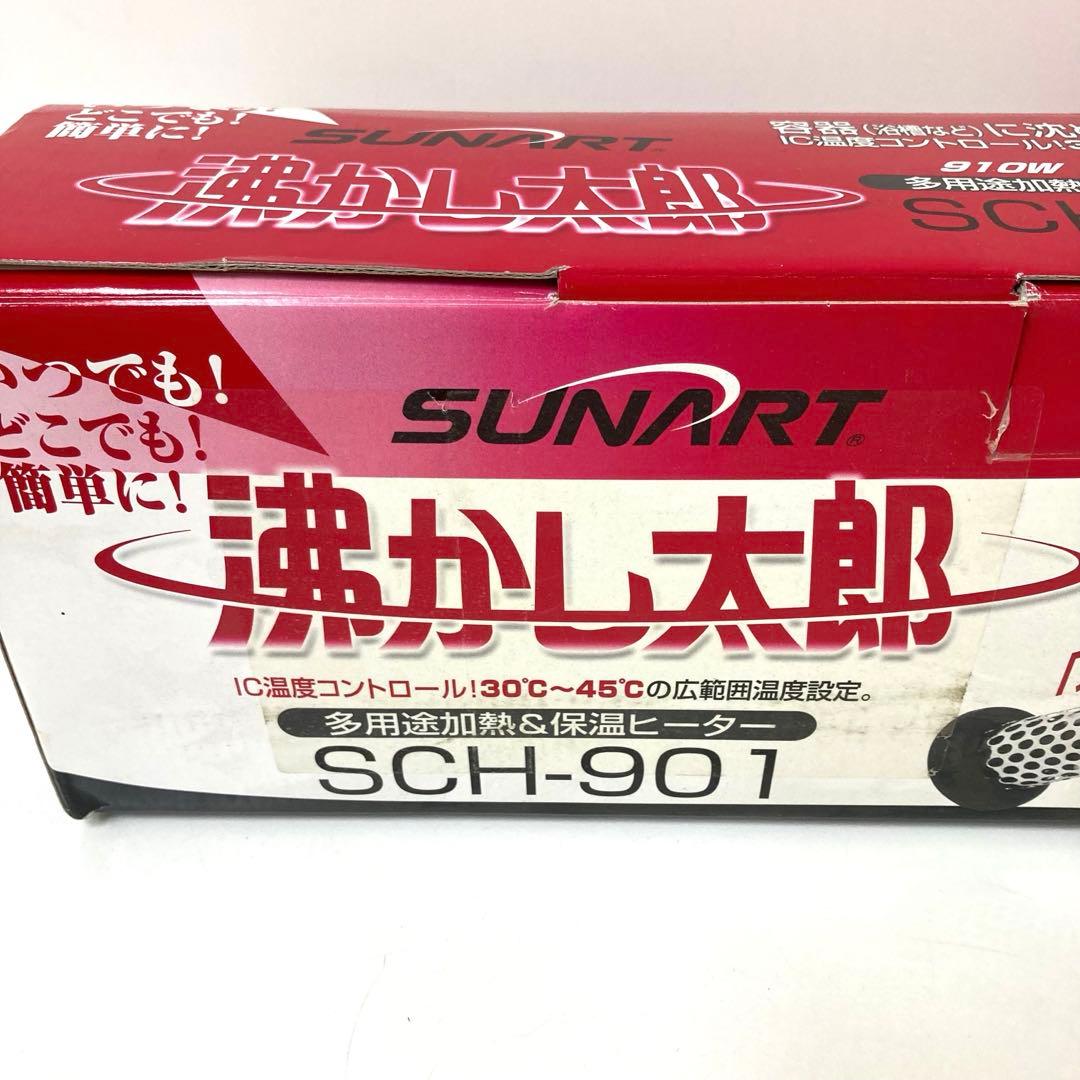 どこでも!
簡単に!
SUNART
沸かし太郎
容器(浴槽など)に沈め
IC温度コントロール!3
910W
多用途加熱
SCH
いつでも!
どこでも!
簡単に!
SUNART®
沸かし太郎
IC温度コントロール!30℃～45℃の広範囲温度設定。
多用途加熱&保温ヒーター
SCH-901